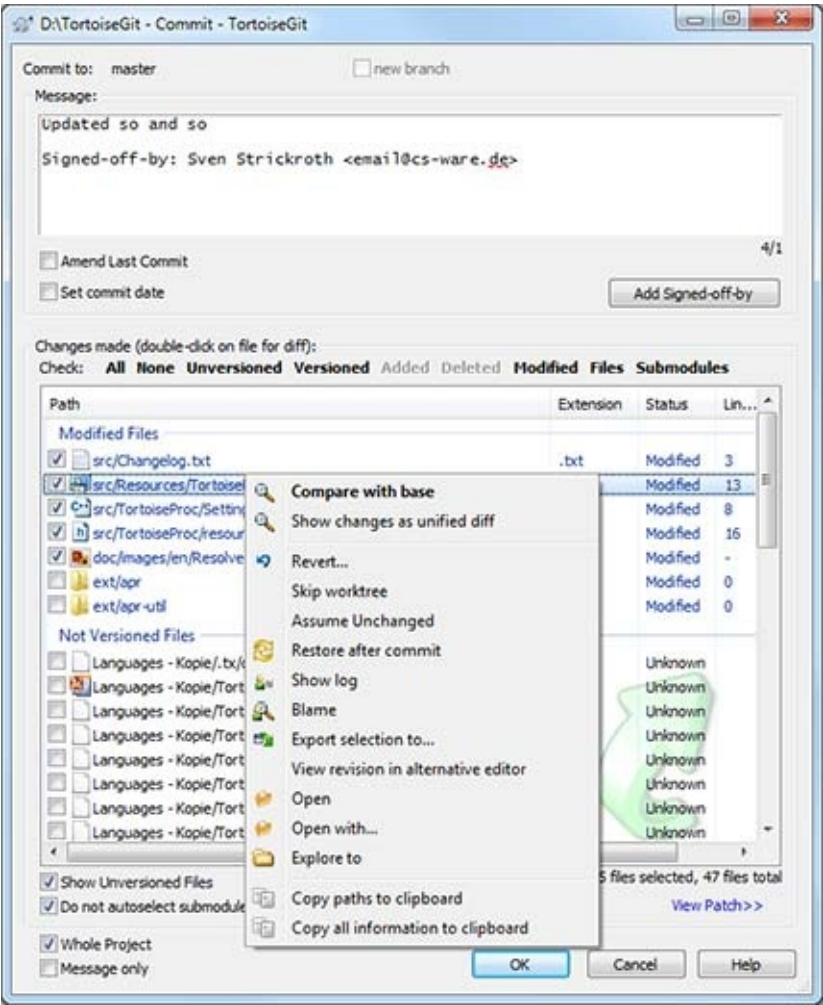 D:\TortoiseGit - Commit - TortoiseGit
Commit to: master
new branch
Message:
Updated so and so
Signed-off-by: Sven Strickroth <email@cs-ware.de>
4/1
Amend Last Commit
Set commit date
Add Signed-off-by
Changes made (double-click on file for diff):
Check: All None Unversioned Versioned Added Deleted Modified Files Submodules
Path Extension Status Lin...
Modified Files
src/Changelog.txt .txt Modified 3
src/Resources/Tortoise Modified 13
src/TortoiseProc/Setting Modified 8
src/TortoiseProc/resour Modified 16
doc/images/en/Resolve Modified -
ext/apr Modified 0
ext/apr-util Modified 0
Not Versioned Files
Languages - Kopie/.tx/ Unknown
Languages - Kopie/Tort Unknown
Languages - Kopie/Tort Unknown
Languages - Kopie/Tort Unknown
Languages - Kopie/Tort Unknown
Languages - Kopie/Tort Unknown
Languages - Kopie/Tort Unknown
Languages - Kopie/Tort Unknown
Compare with base
Show changes as unified diff
Revert...
Skip worktree
Assume Unchanged
Restore after commit
Show log
Blame
Export selection to...
View revision in alternative editor
Open
Open with...
Explore to
Copy paths to clipboard
Copy all information to clipboard
Show Unversioned Files
5 files selected, 47 files total
Do not autoselect submodule
View Patch>>
Whole Project
Message only
OK Cancel Help